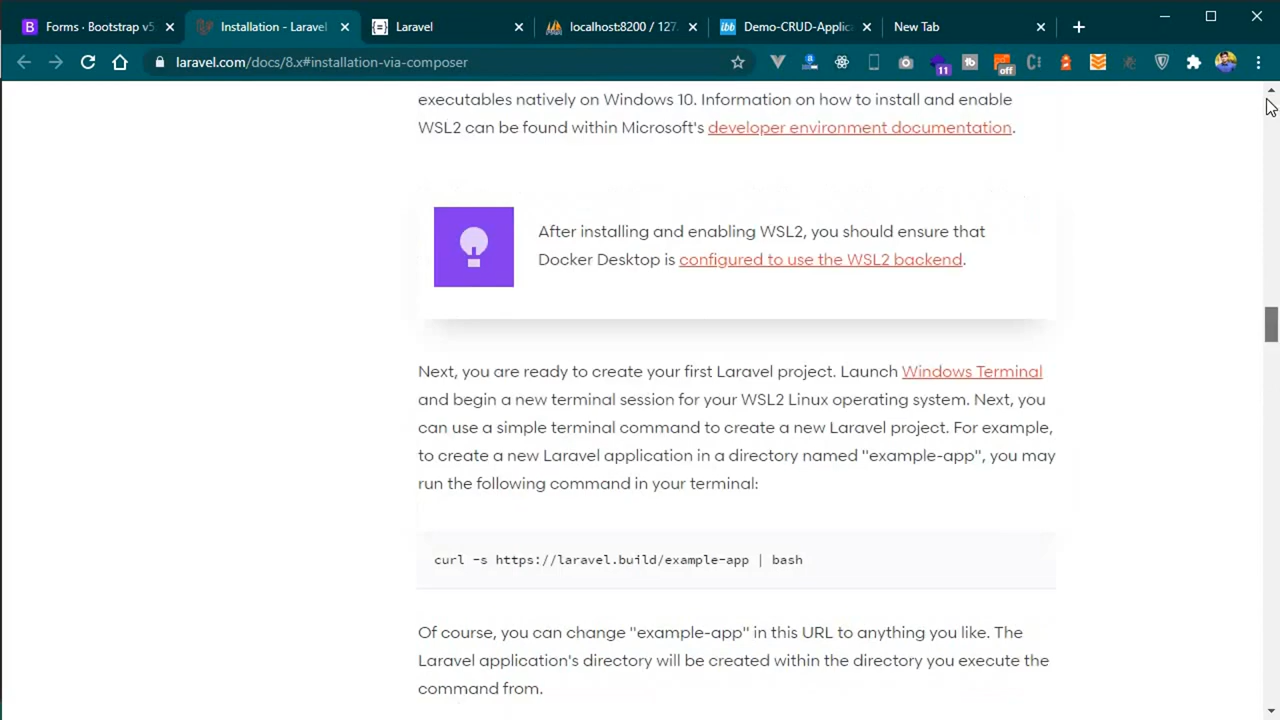 Forms · Bootstrap v5
Installation - Laravel
Laravel
localhost:8200 / 127
Demo-CRUD-Applica
New Tab
laravel.com/docs/8.x#installation-via-composer
11
off
executables natively on Windows 10. Information on how to install and enable
WSL2 can be found within Microsoft's developer environment documentation.
After installing and enabling WSL2, you should ensure that
Docker Desktop is configured to use the WSL2 backend.
Next, you are ready to create your first Laravel project. Launch Windows Terminal
and begin a new terminal session for your WSL2 Linux operating system. Next, you
can use a simple terminal command to create a new Laravel project. For example,
to create a new Laravel application in a directory named "example-app", you may
run the following command in your terminal:
curl -s https://laravel.build/example-app | bash
Of course, you can change "example-app" in this URL to anything you like. The
Laravel application's directory will be created within the directory you execute the
command from.